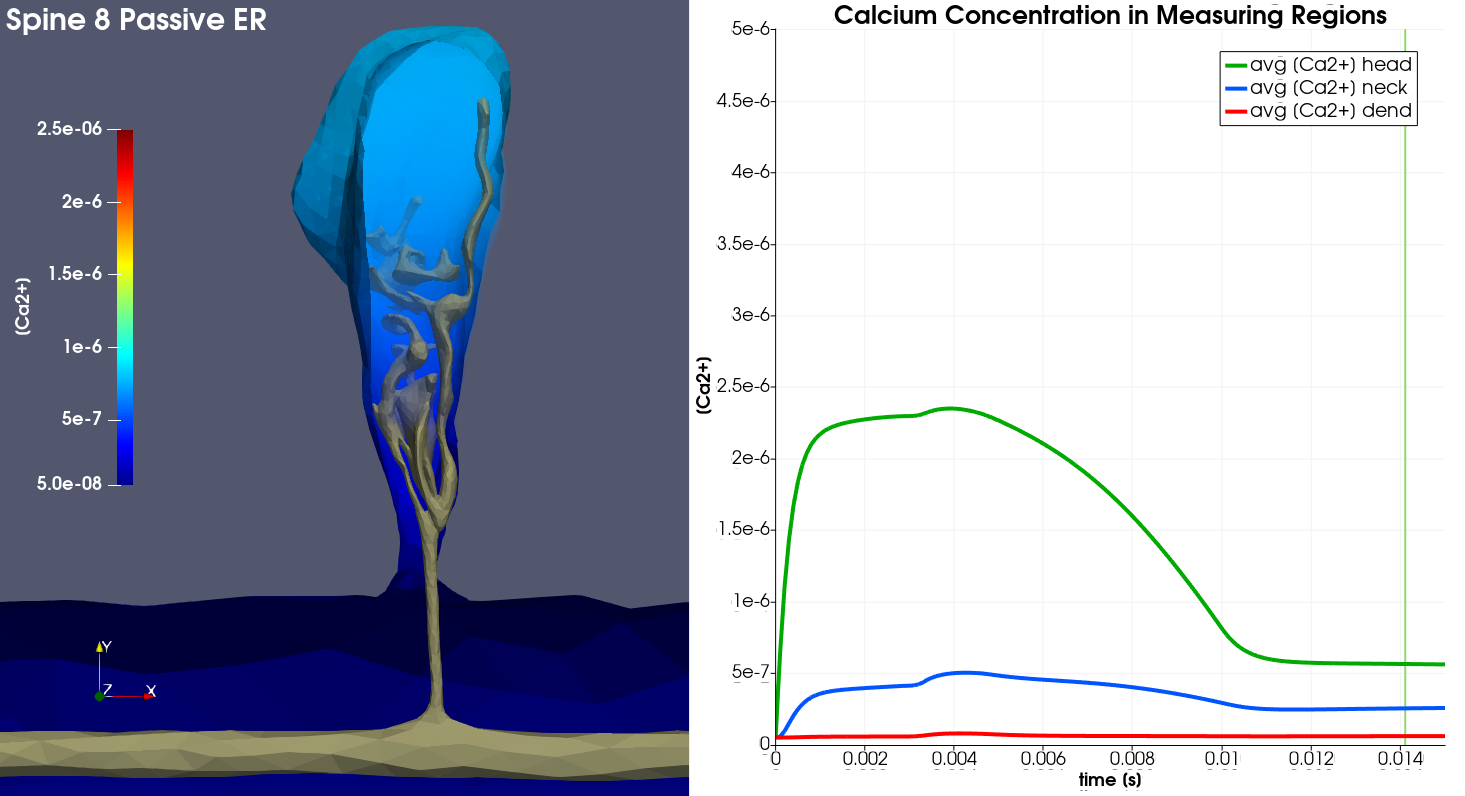 Spine 8 Passive ER
2.5e-06
2e-6
1.5e-6
1e-6
5e-7
5.0e-08
(Ca2+)
Y
Z
X
Calcium Concentration in Measuring Regions
avg (Ca2+) head
avg (Ca2+) neck
avg (Ca2+) dend
5e-6
4.5e-6
4e-6
3.5e-6
3e-6
2.5e-6
2e-6
1.5e-6
1e-6
5e-7
0
(Ca2+)
0 0.002 0.004 0.006 0.008 0.01 0.012 0.014
time (s)